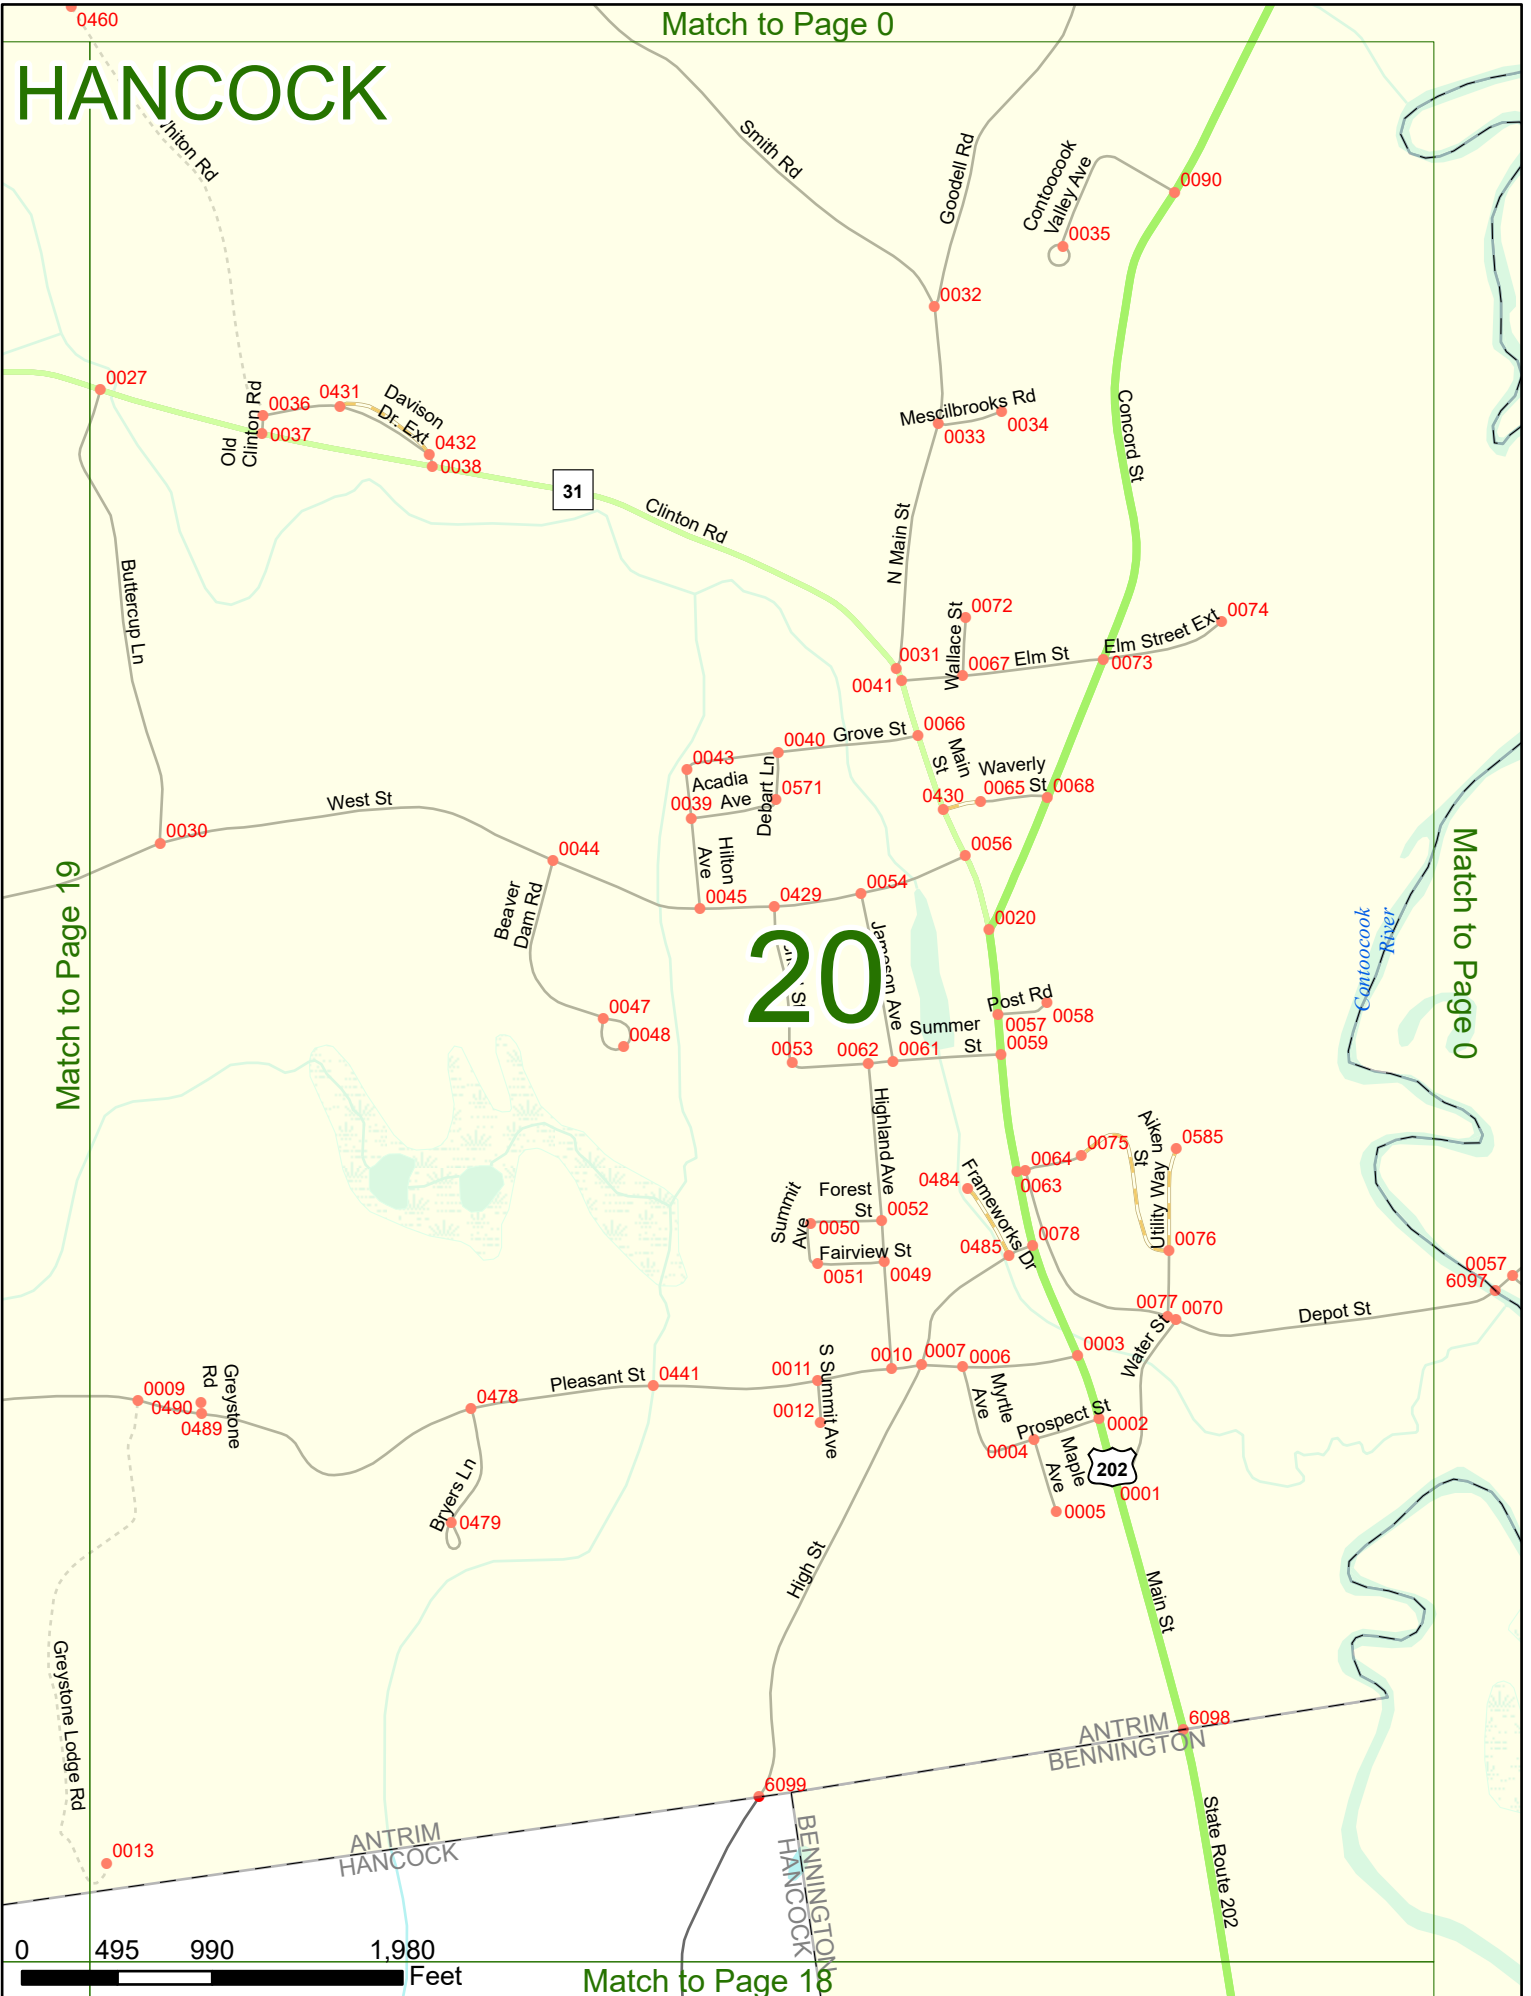 Match to Page 0
0460
HANCOCK
Smith Rd
Goodell Rd
Contoocook
Valley Ave
0090
0035
0032
0027
Old
Clinton Rd
0036
0431
Davison
Dr. Ext
0037
0432
0038
31
Clinton Rd
Mescilbrooks Rd
0033
0034
Concord St
N Main St
Buttercup Ln
Wallace St
0072
0074
Elm Street Ext
0031
0067
Elm St
0073
0041
0066
Grove St
0040
0043
Main
St
Waverly
St
Acadia
Ave
Debart Ln
0571
0039
0430
0065
0068
West St
0030
0044
Hilton
Ave
0056
0054
0045
0429
0020
Beaver
Dam Rd
Match to Page 19
Match to Page 0
Contoocook
River
20
St
Jameson Ave
Post Rd
0047
0048
0057
0058
Summer
St
0059
0053
0062
0061
Highland Ave
Aiken
St
0585
Utility Way
0075
0064
0063
Frameworks Dr
0484
Summit
Ave
Forest
St
0052
0050
Fairview St
0051
0049
0485
0078
0076
0057
6097
0077
0070
Water St
Depot St
0003
0010
0007
0006
0011
S Summit Ave
0012
Pleasant St
0441
0478
Greystone
Rd
0009
0490
0489
Myrtle
Ave
Prospect St
0002
0004
Maple
Ave
202
0001
0005
Bryers Ln
0479
High St
Main St
Greystone Lodge Rd
6098
ANTRIM
BENNINGTON
6099
State Route 202
ANTRIM
HANCOCK
BENNINGTON
HANCOCK
0013
0 495 990 1,980
Feet
Match to Page 18